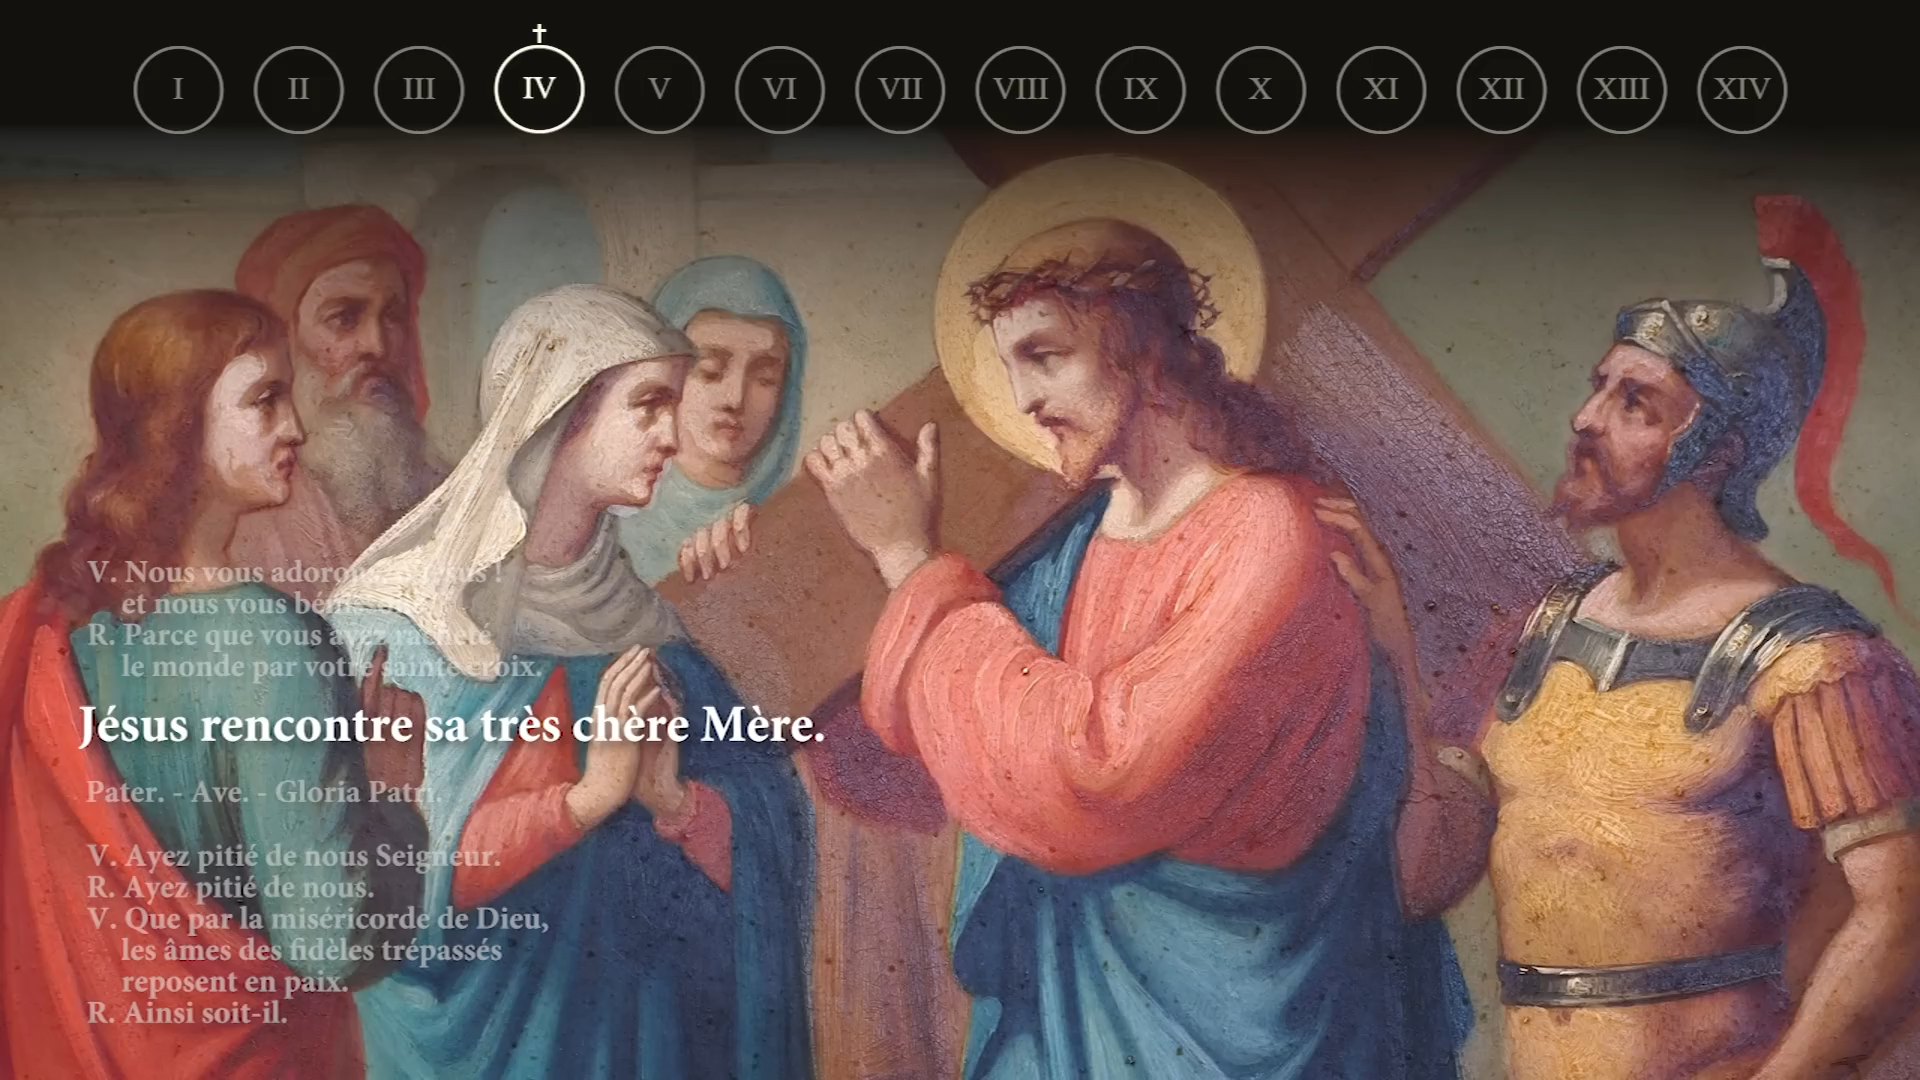 I II III IV V VI VII VIII IX X XI XII XIII XIV
V. Nous vous adorons, ô Jésus !
et nous vous bénissons.
R. Parce que vous avez racheté
le monde par votre sainte croix.
Jésus rencontre sa très chère Mère.
Pater. - Ave. - Gloria Patri.
V. Ayez pitié de nous Seigneur.
R. Ayez pitié de nous.
V. Que par la miséricorde de Dieu,
les âmes des fidèles trépassés
reposent en paix.
R. Ainsi soit-il.